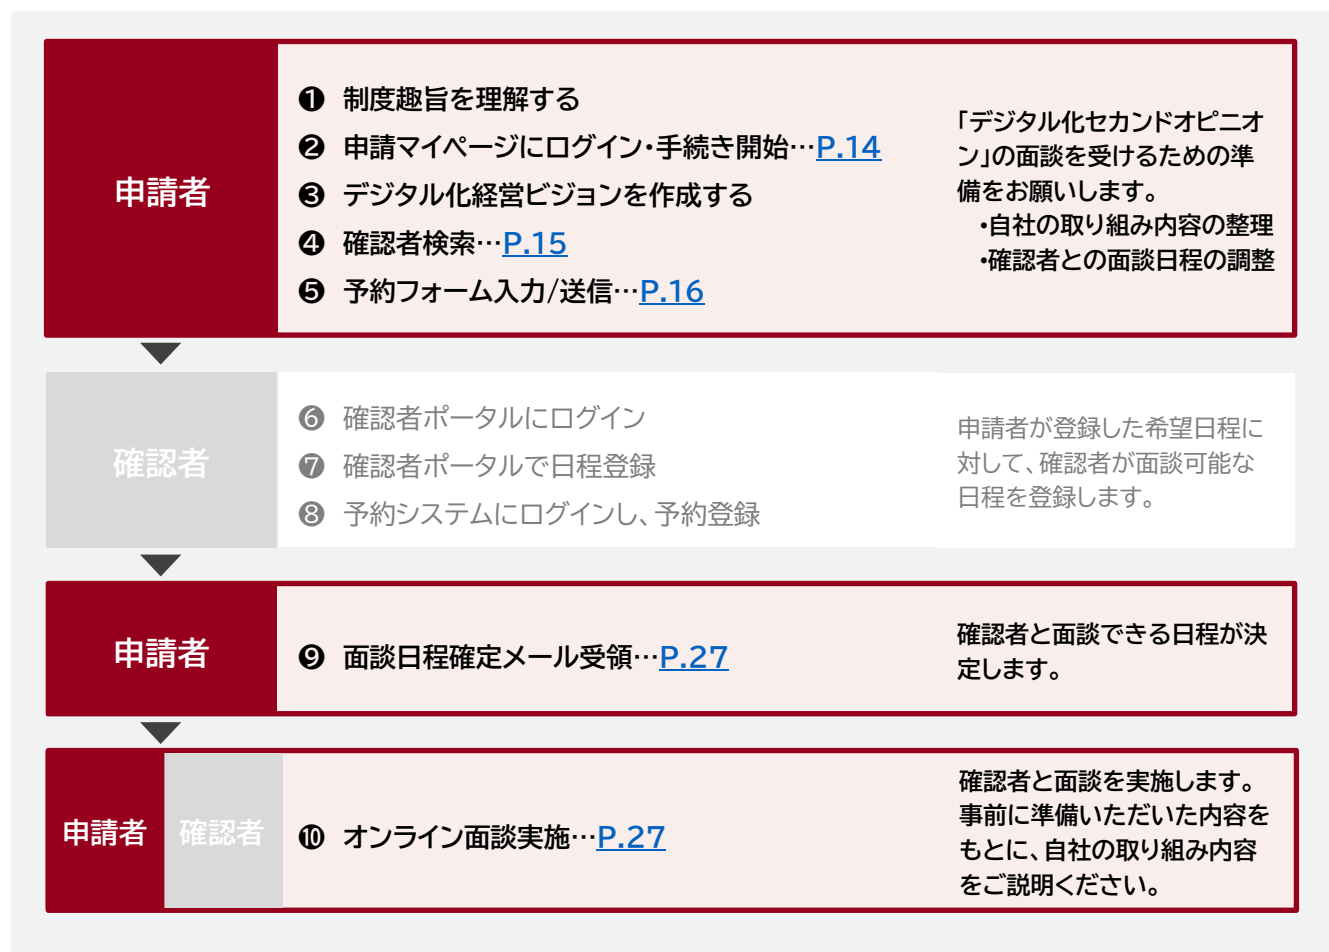 申請者
❶ 制度趣旨を理解する
❷ 申請マイページにログイン・手続き開始…P.14
❸ デジタル化経営ビジョンを作成する
❹ 確認者検索…P.15
❺ 予約フォーム入力/送信…P.16
「デジタル化セカンドオピニオ
ン」の面談を受けるための準
備をお願いします。
・自社の取り組み内容の整理
・確認者との面談日程の調整
確認者
❻ 確認者ポータルにログイン
❼ 確認者ポータルで日程登録
❽ 予約システムにログインし、予約登録
申請者が登録した希望日程に
対して、確認者が面談可能な
日程を登録します。
申請者
❾ 面談日程確定メール受領…P.27
確認者と面談できる日程が決
定します。
申請者
確認者
❿ オンライン面談実施…P.27
確認者と面談を実施します。
事前に準備いただいた内容を
もとに、自社の取り組み内容
をご説明ください。